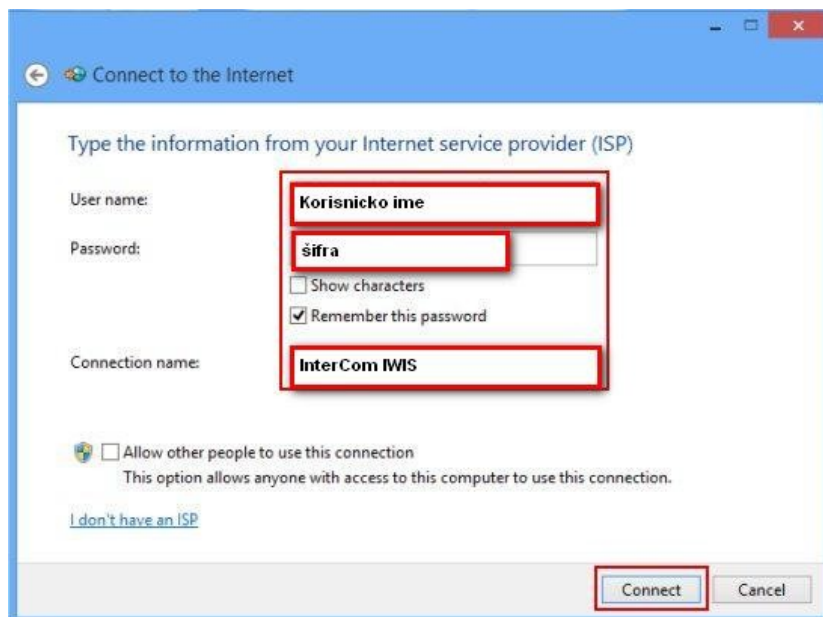 Connect to the Internet
Type the information from your Internet service provider (ISP)
User name:
Korisnicko ime
Password:
šifra
Show characters
Remember this password
Connection name:
InterCom IWIS
Allow other people to use this connection
This option allows anyone with access to this computer to use this connection.
I don't have an ISP
Connect
Cancel